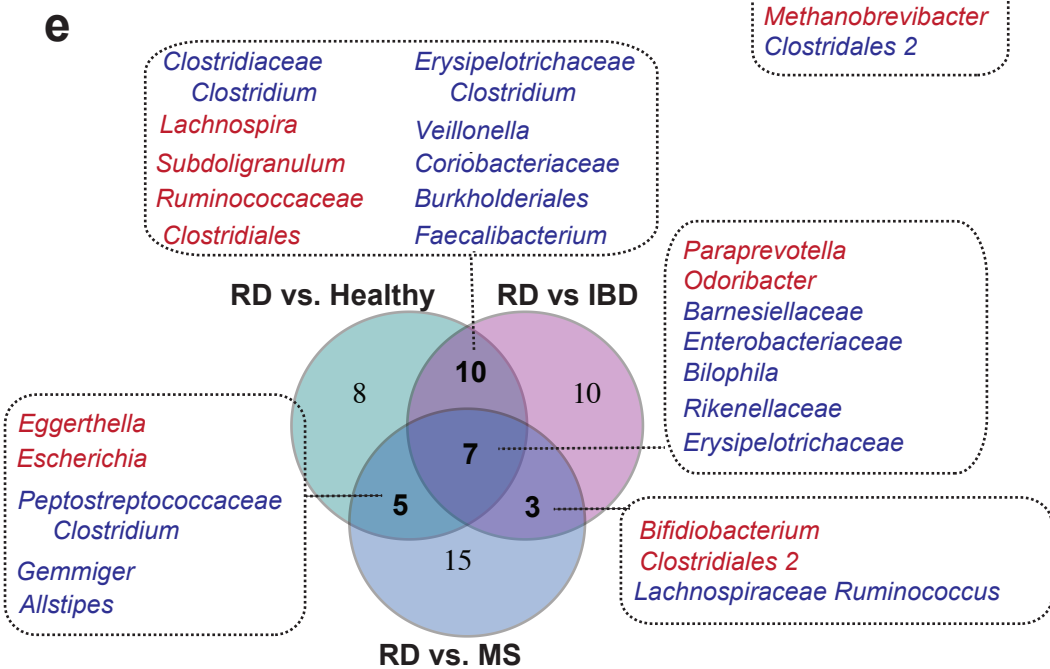 e
Methanobrevibacter
Clostridales 2
Clostridiaceae
Clostridium
Lachnospira
Subdoligranulum
Ruminococcaceae
Clostridiales
Erysipelotrichaceae
Clostridium
Veillonella
Coriobacteriaceae
Burkholderiales
Faecalibacterium
RD vs. Healthy
RD vs IBD
Paraprevotella
Odoribacter
Barnesiellaceae
Enterobacteriaceae
Bilophila
Rikenellaceae
Erysipelotrichaceae
8
10
10
7
5
3
15
Eggerthella
Escherichia
Peptostreptococcaceae
Clostridium
Gemmiger
Allstipes
Bifidiobacterium
Clostridiales 2
Lachnospiraceae Ruminococcus
RD vs. MS